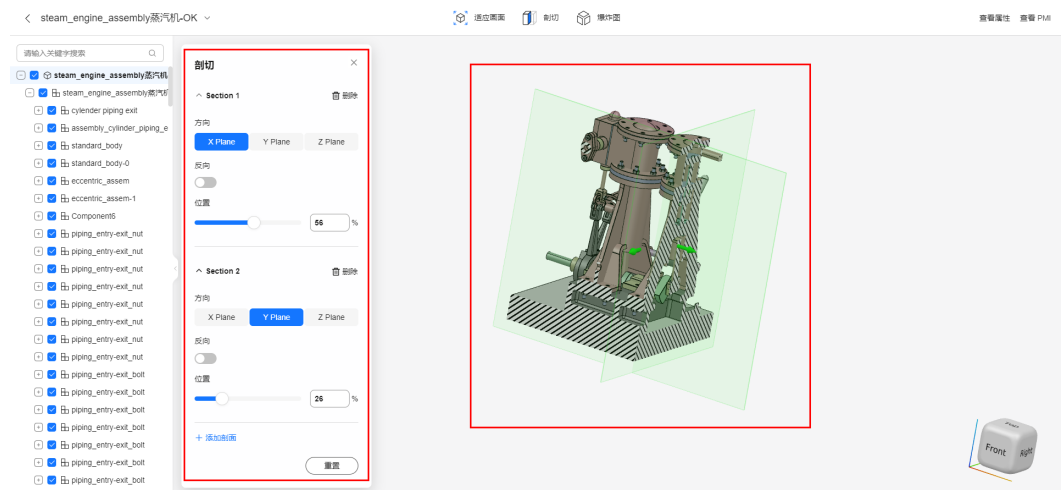 steam_engine_assembly蒸汽机-OK
适应画面
剖切
爆炸图
查看属性
查看 PMI
请输入关键字搜索
steam_engine_assembly蒸汽机
steam_engine_assembly蒸汽机
cylender piping exit
assembly_cylinder_piping_e
standard_body
standard_body-0
eccentric_assem
eccentric_assem-1
Component6
piping_entry-exit_nut
piping_entry-exit_nut
piping_entry-exit_nut
piping_entry-exit_nut
piping_entry-exit_nut
piping_entry-exit_nut
piping_entry-exit_nut
piping_entry-exit_nut
piping_entry-exit_bolt
piping_entry-exit_bolt
piping_entry-exit_bolt
piping_entry-exit_bolt
piping_entry-exit_bolt
piping_entry-exit_bolt
piping_entry-exit_bolt
剖切
Section 1
删除
方向
X Plane Y Plane Z Plane
反向
位置
56 %
Section 2
删除
方向
X Plane Y Plane Z Plane
反向
位置
26 %
+ 添加剖面
重置
Front
Right